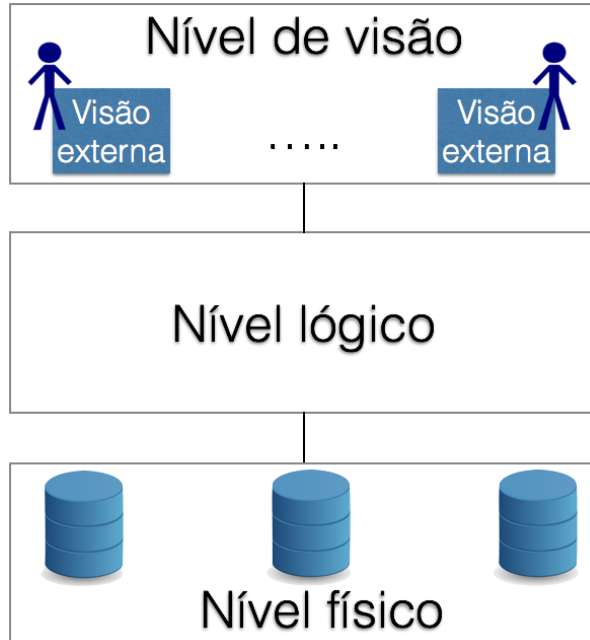 Nível de visão
Visão
externa
.....
Visão
externa
Nível lógico
Nível físico